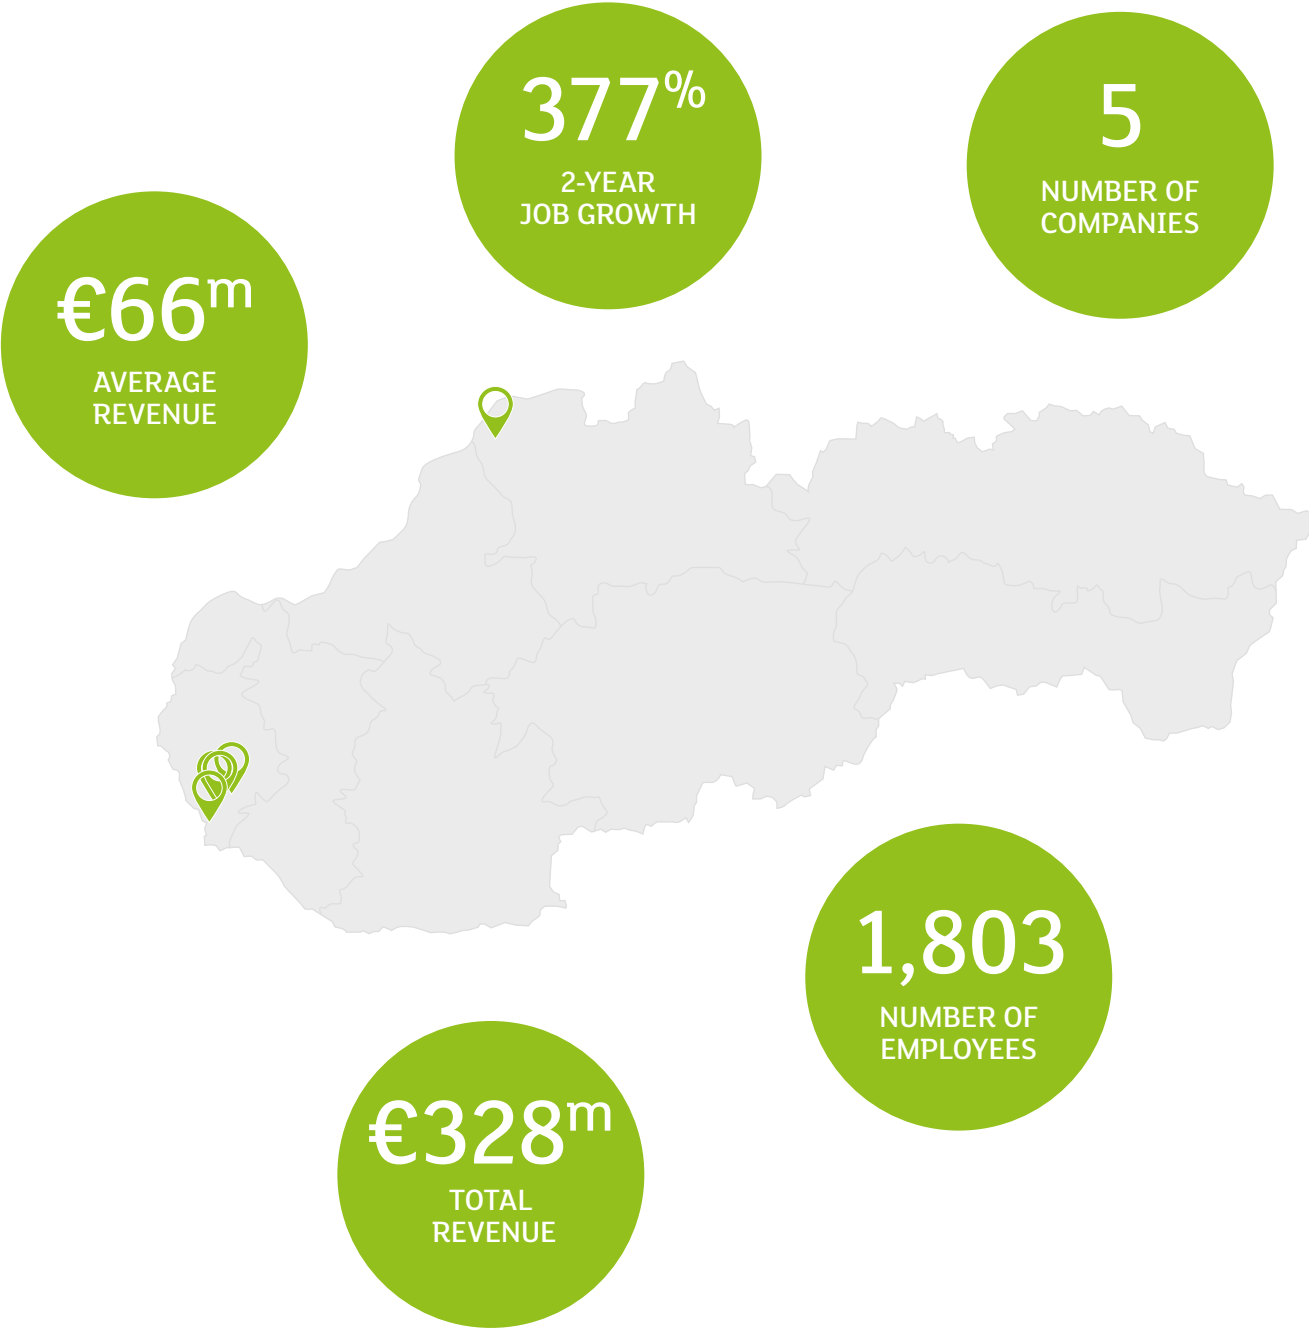 377%
2-YEAR
JOB GROWTH
5
NUMBER OF
COMPANIES
€66m
AVERAGE
REVENUE
1,803
NUMBER OF
EMPLOYEES
€328m
TOTAL
REVENUE